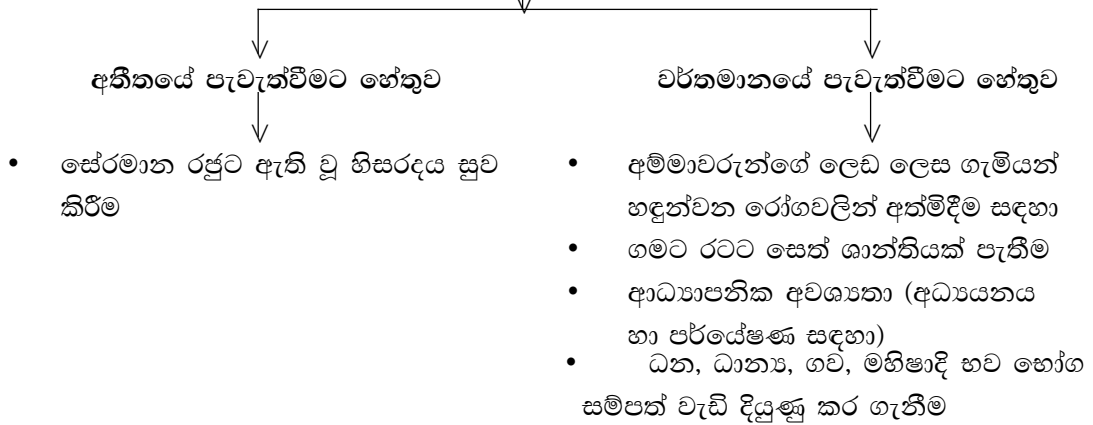 අතීතයේ පැවැත්වීමට හේතුව
• සේරමාන රජුට ඇති වූ හිසරදය සුව
කිරීම
වර්තමානයේ පැවැත්වීමට හේතුව
• අම්මාවරුන්ගේ ලෙඩ ලෙස ගැමියන්
හඳුන්වන රෝගවලින් අත්මිදීම සඳහා
• ගමට රටට සෙත් ශාන්තියක් පැතීම
• ආධ්‍යාපනික අවශ්‍යතා (අධ්‍යයනය
හා පර්යේෂණ සඳහා)
• ධන, ධාන්‍ය, ගව, මහිෂාදි භව භෝග
සම්පත් වැඩි දියුණු කර ගැනීම